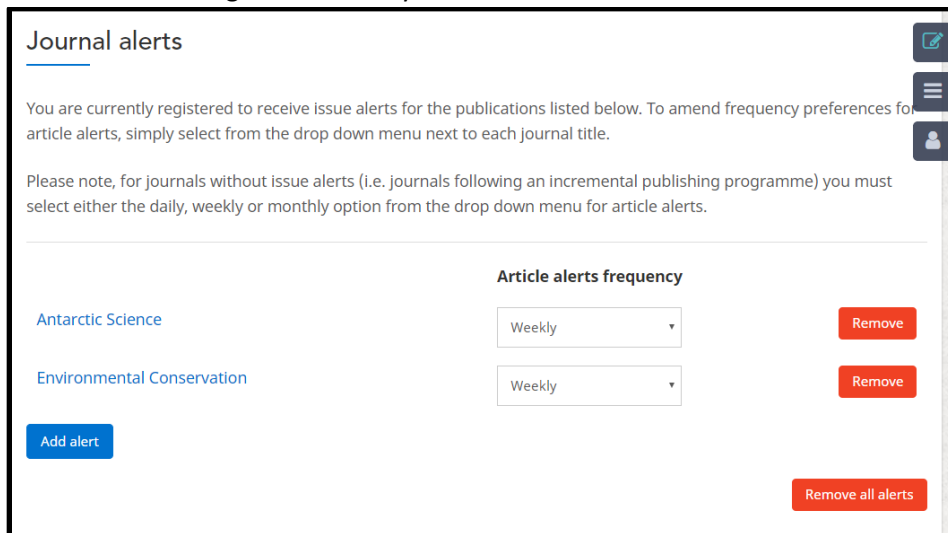 Journal alerts
You are currently registered to receive issue alerts for the publications listed below. To amend frequency preferences for
article alerts, simply select from the drop down menu next to each journal title.
Please note, for journals without issue alerts (i.e. journals following an incremental publishing programme) you must
select either the daily, weekly or monthly option from the drop down menu for article alerts.
Article alerts frequency
Antarctic Science Weekly Remove
Environmental Conservation Weekly Remove
Add alert
Remove all alerts